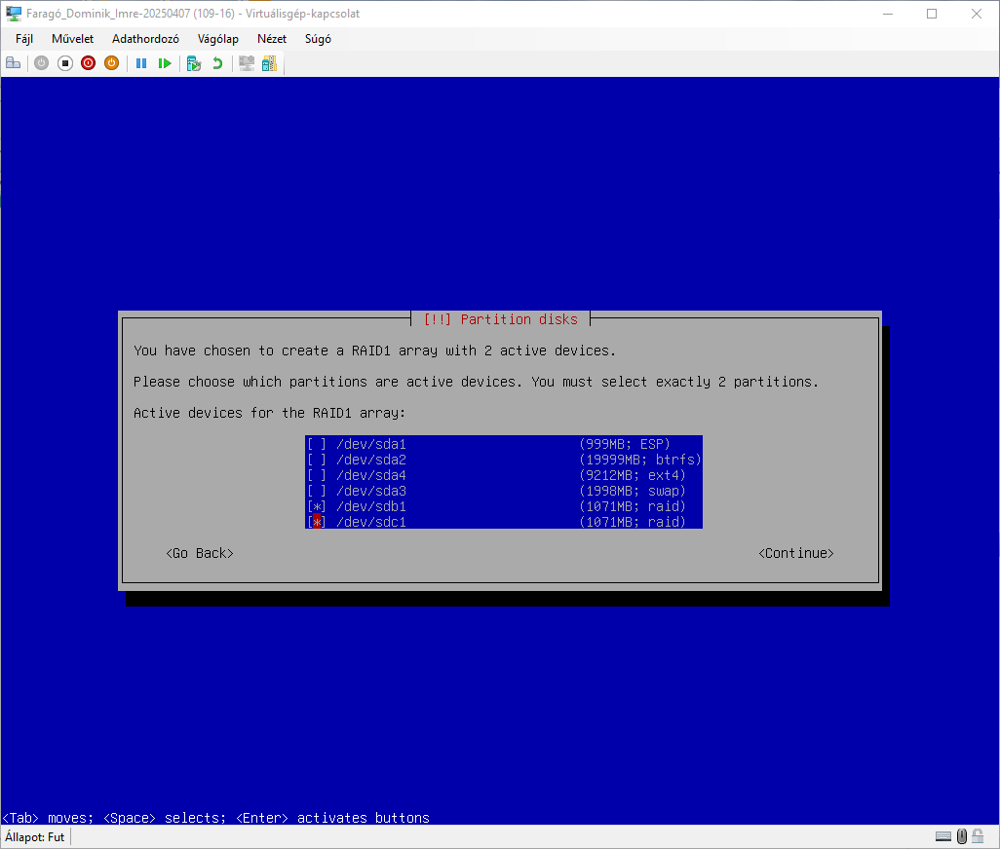 Faragó_Dominik_Imre-20250407 (109-16) - Virtuálisgép-kapcsolat
Fájl Művelet Adathordozó Vágólap Nézet Súgó
[!!] Partition disks
You have chosen to create a RAID1 array with 2 active devices.
Please choose which partitions are active devices. You must select exactly 2 partitions.
Active devices for the RAID1 array:
[ ] /dev/sda1 (999MB; ESP)
[ ] /dev/sda2 (19999MB; btrfs)
[ ] /dev/sda4 (9212MB; ext4)
[ ] /dev/sda3 (1998MB; swap)
[*] /dev/sdb1 (1071MB; raid)
[*] /dev/sdc1 (1071MB; raid)
<Go Back> <Continue>
<Tab> moves; <Space> selects; <Enter> activates buttons
Állapot: Fut